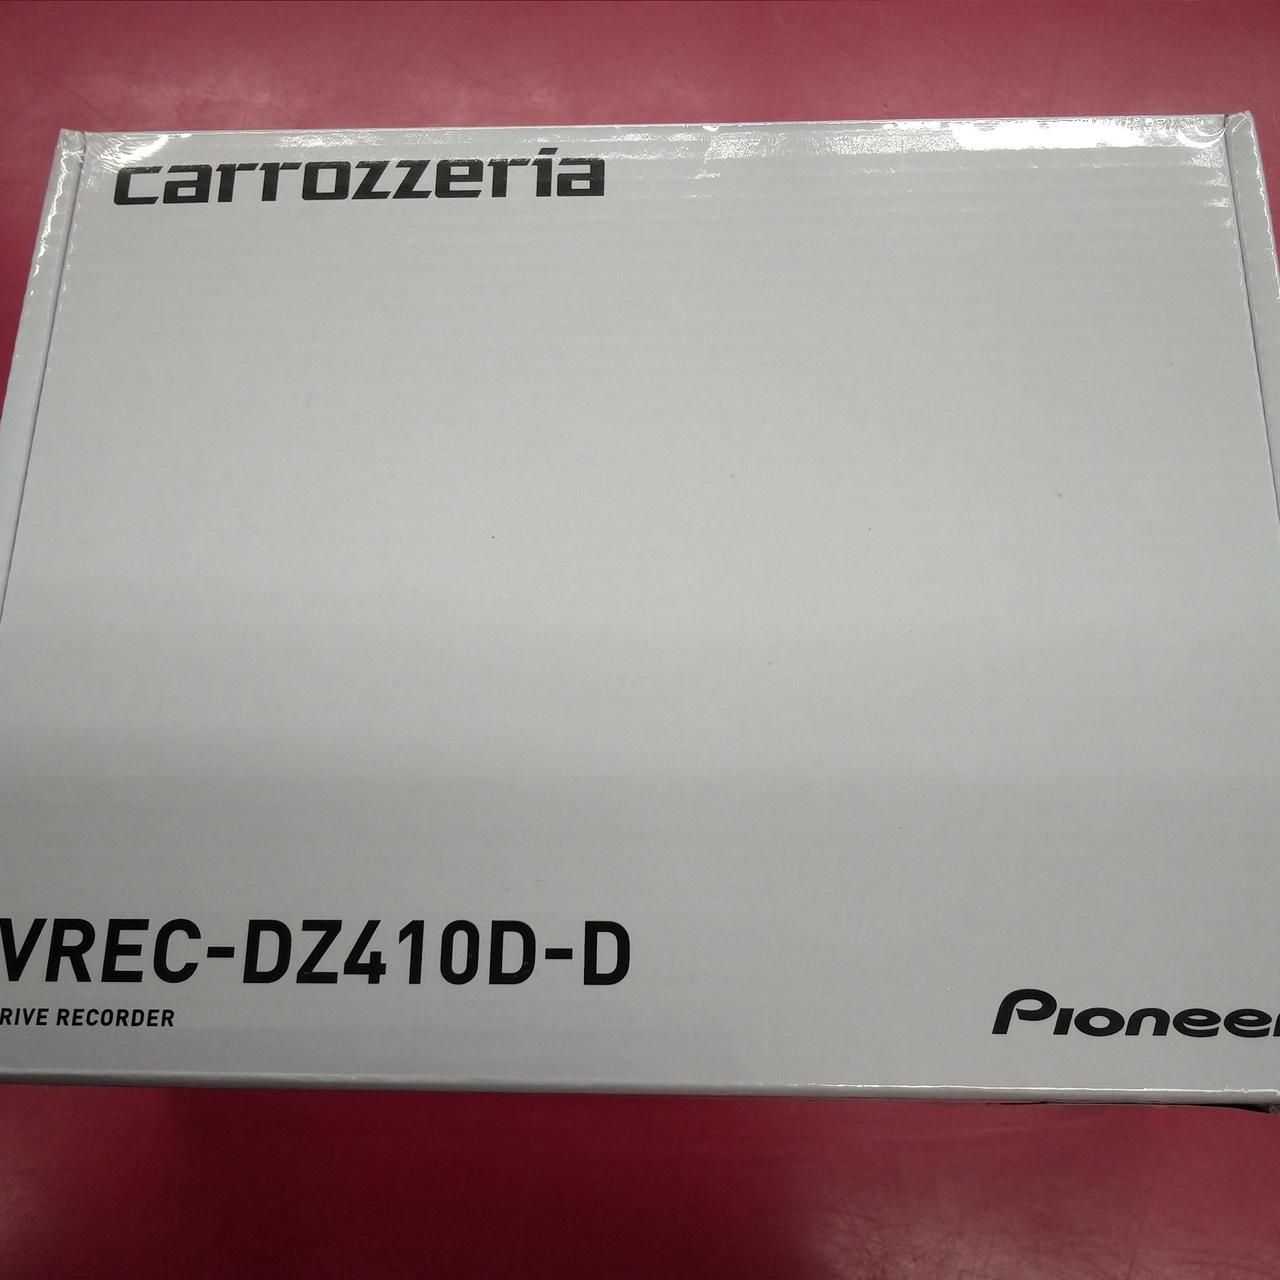 carrozzeria
VREC-DZ410D-D
RIVE RECORDER
Pioneer